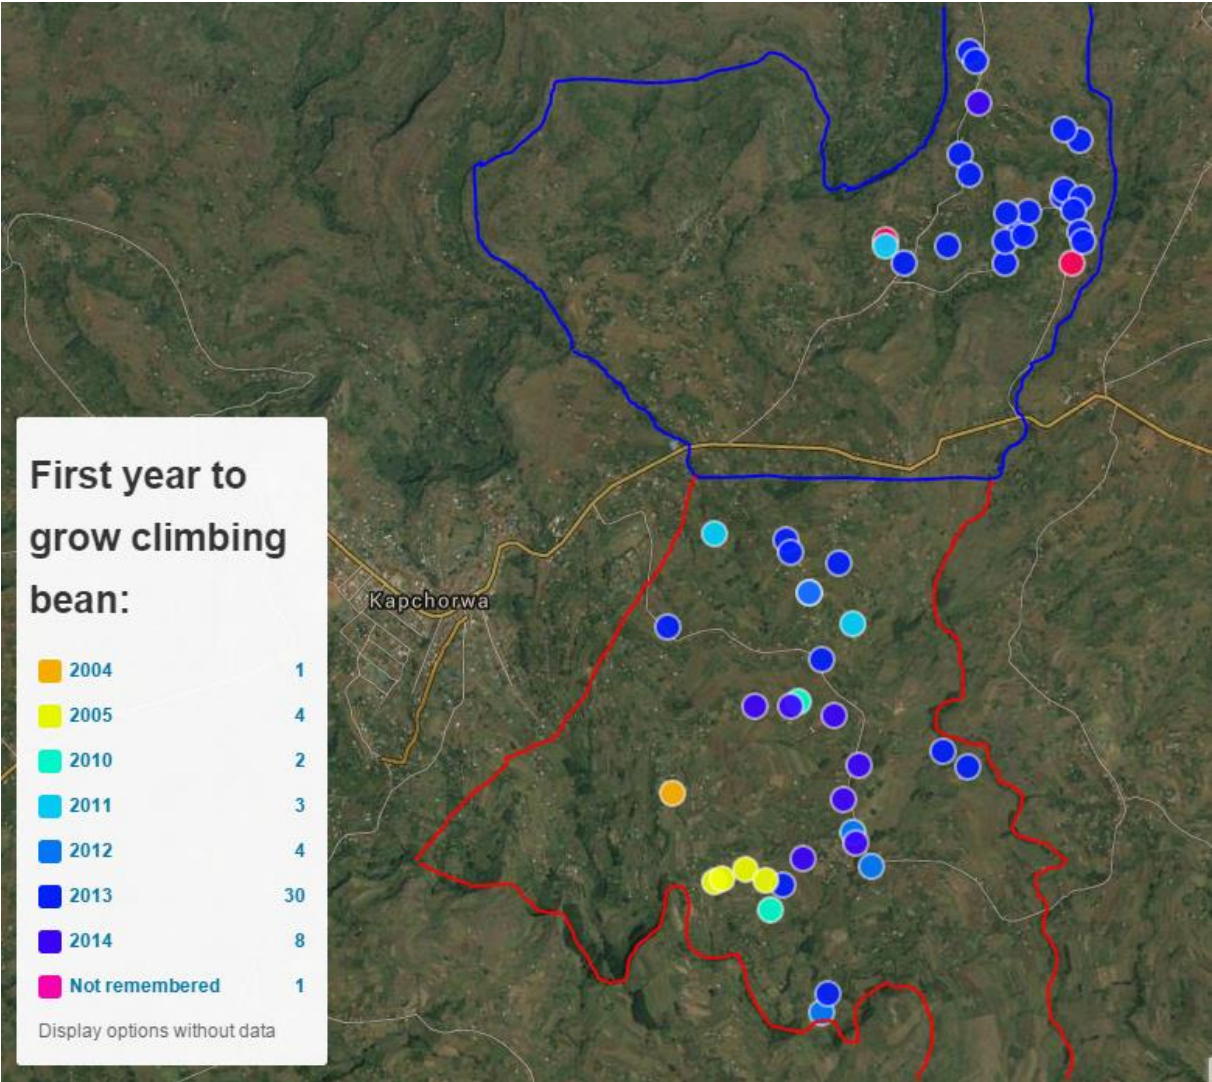 First year to
grow climbing
bean:
2004 1
2005 4
2010 2
2011 3
2012 4
2013 30
2014 8
Not remembered 1
Display options without data
Kapchorwa